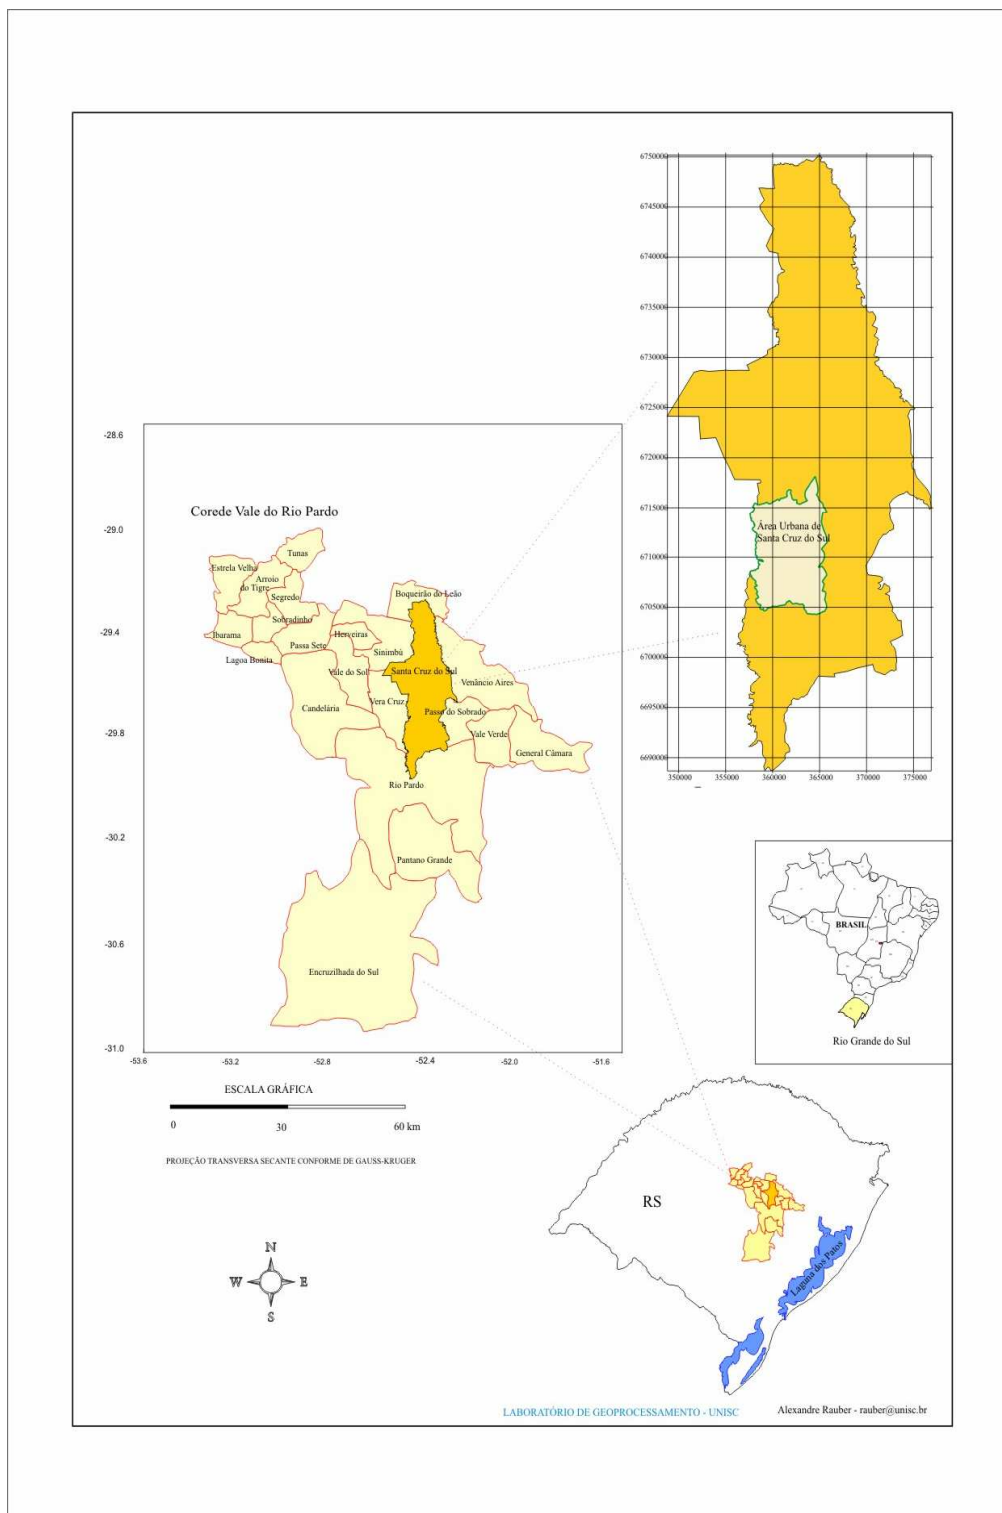 6750000
6745000
6740000
6735000
6730000
6725000
6720000
6715000
6710000
6705000
6700000
6695000
6690000
350000 355000 360000 365000 370000 375000
Área Urbana de
Santa Cruz do Sul
-28.6
-29.0
-29.4
-29.8
-30.2
-30.6
-31.0
-53.6 -53.2 -52.8 -52.4 -52.0 -51.6
Corede Vale do Rio Pardo
Tunas
Estrela Velha
Arroio
do Tigre
Segredo
Boqueirão do Leão
Sobradinho
Ibarama
Herveiras
Passa Sete
Sinimbú
Lagoa Bonita
Vale do Sol
Santa Cruz do Sul
Venâncio Aires
Candelária
Vera Cruz
Passo do Sobrado
Vale Verde
General Câmara
Rio Pardo
Pantano Grande
Encruzilhada do Sul
BRASIL
Rio Grande do Sul
ESCALA GRÁFICA
0 30 60 km
PROJEÇÃO TRANSVERSA SECANTE CONFORME DE GAUSS-KRUGER
RS
Laguna dos Patos
N
W E
S
LABORATÓRIO DE GEOPROCESSAMENTO - UNISC
Alexandre Rauber - rauber@unisc.br